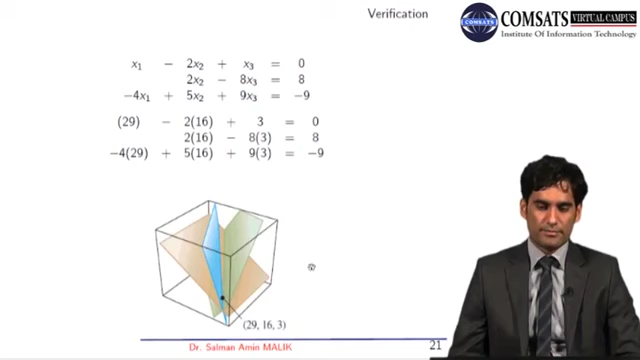 Verification
COMSATS VIRTUAL CAMPUS
Institute Of Information Technology
x₁ − 2x₂ + x₃ = 0
2x₂ − 8x₃ = 8
−4x₁ + 5x₂ + 9x₃ = −9
(29) − 2(16) + 3 = 0
2(16) − 8(3) = 8
−4(29) + 5(16) + 9(3) = −9
(29, 16, 3)
Dr. Salman Amin MALIK 21